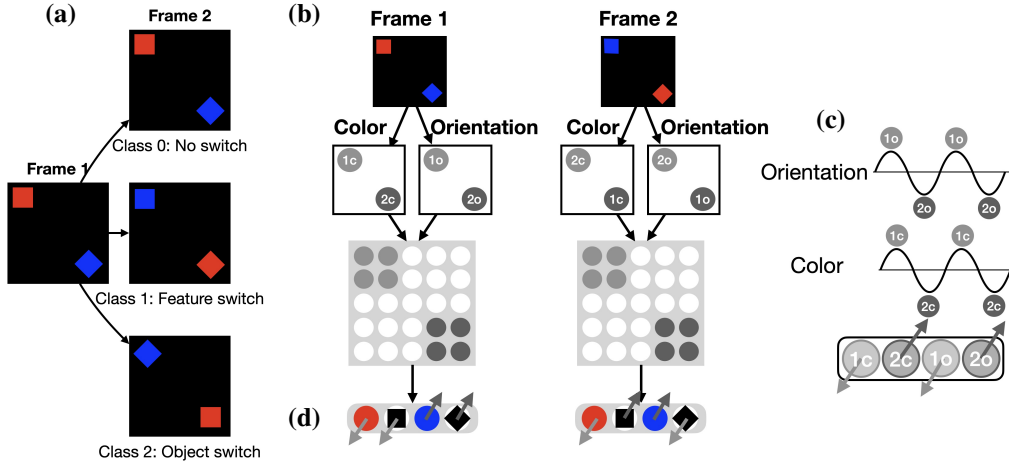 (a)
Frame 2
Class 0: No switch
Frame 1
Class 1: Feature switch
Class 2: Object switch
(b)
Frame 1
Frame 2
Color
Orientation
Color
Orientation
1c
2c
1o
2o
2c
1c
2o
1o
(d)
(c)
Orientation
1o
1o
2o
2o
Color
1c
1c
2c
2c
1c
2c
1o
2o